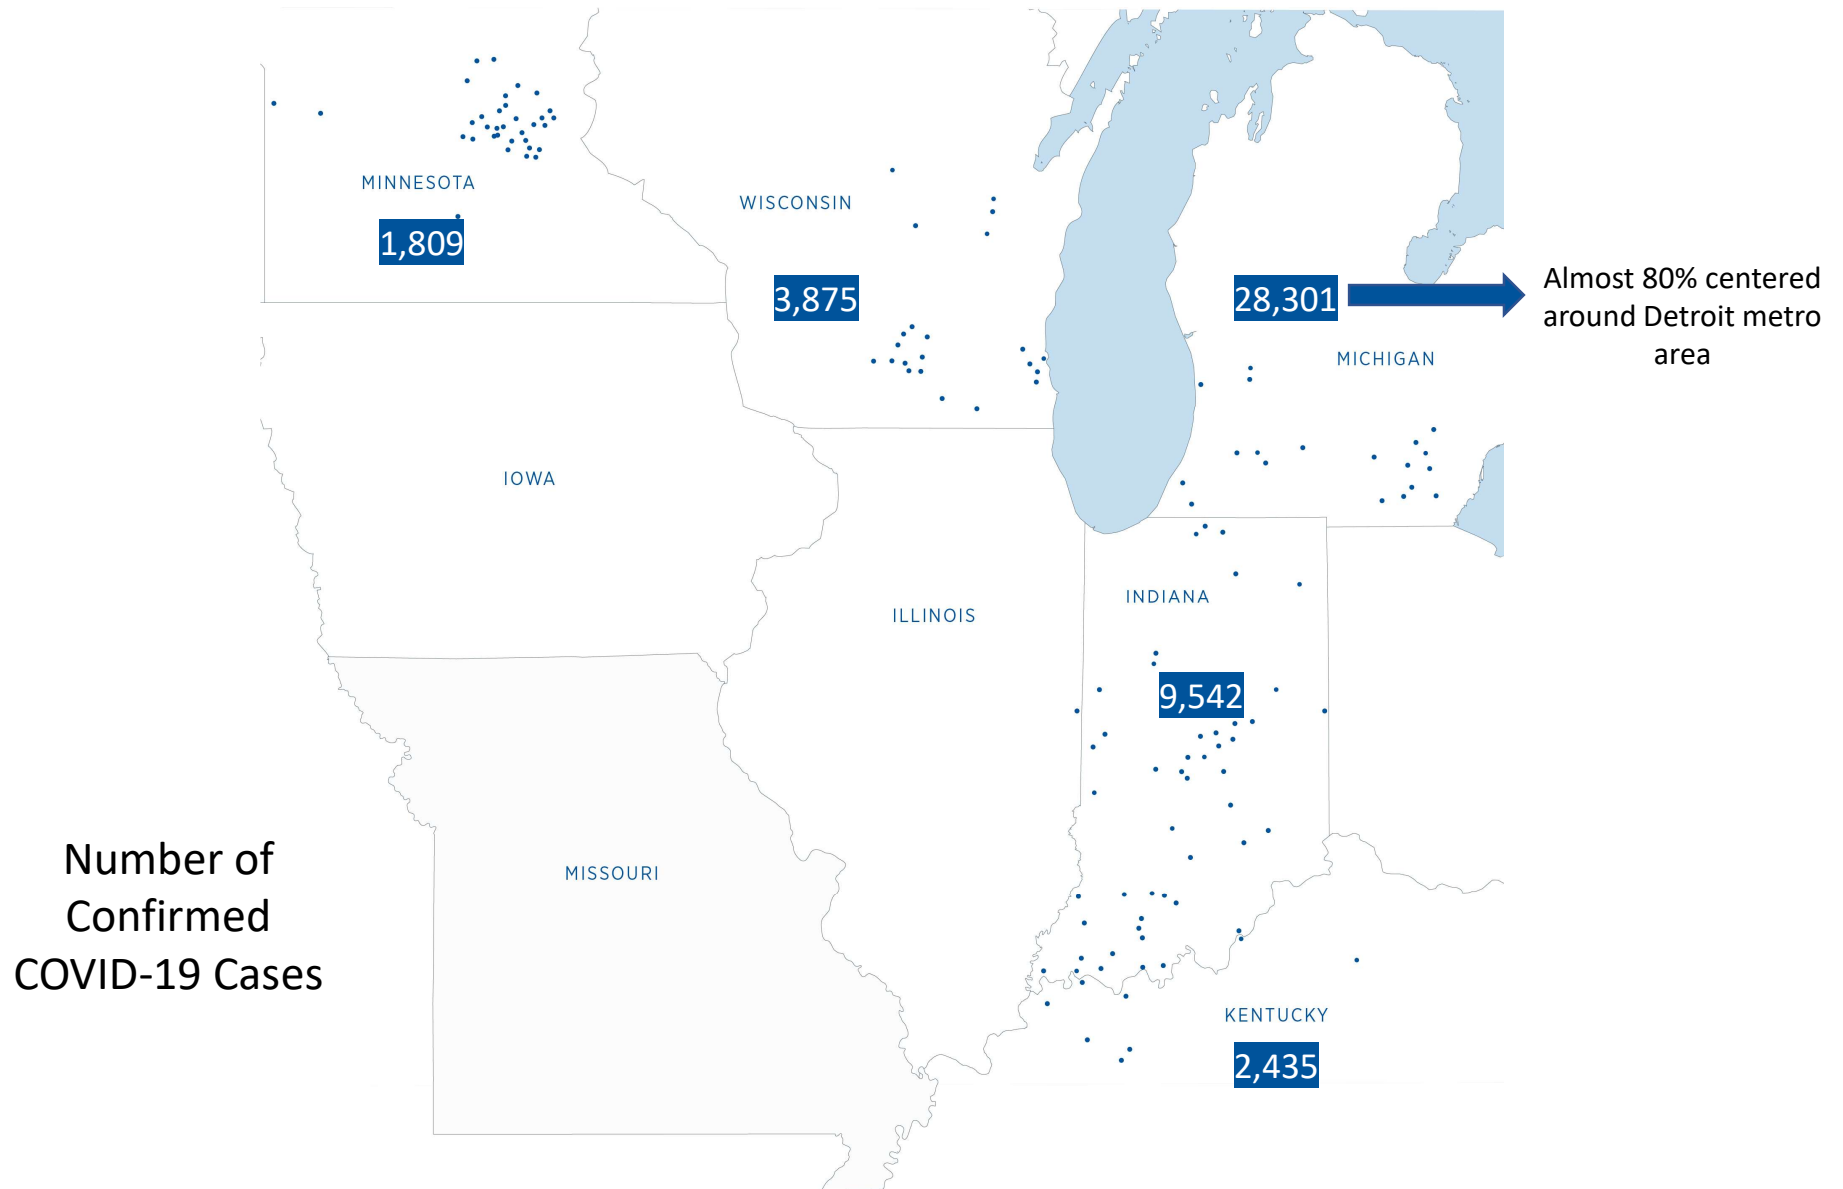 MINNESOTA
1,809
WISCONSIN
3,875
28,301
Almost 80% centered
around Detroit metro
area
MICHIGAN
IOWA
ILLINOIS
INDIANA
9,542
Number of
Confirmed
COVID-19 Cases
MISSOURI
KENTUCKY
2,435